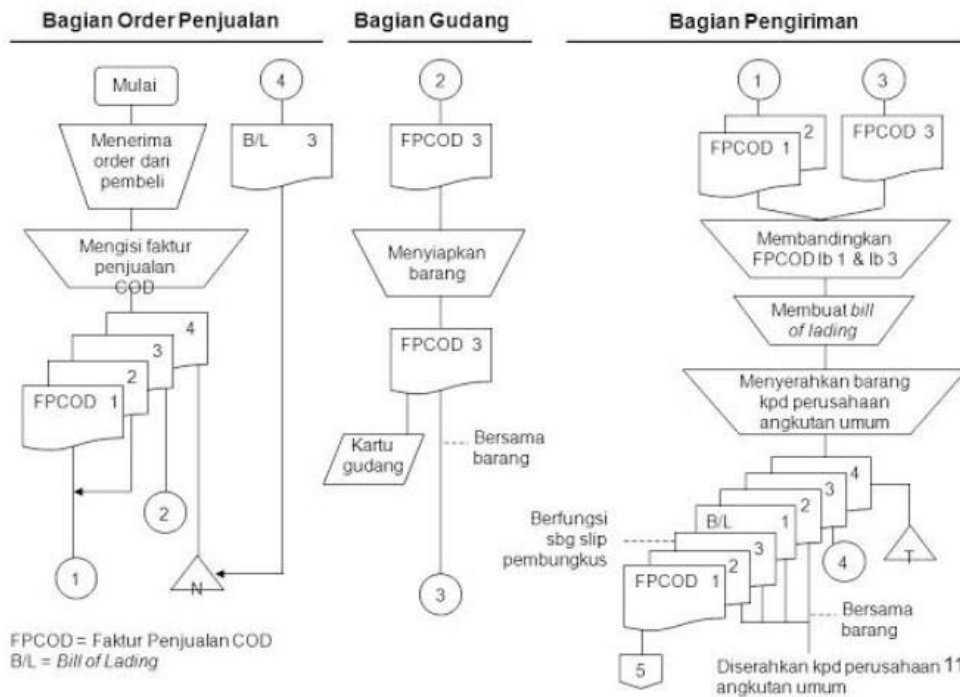 Bagian Order Penjualan
Mulai
4
Menerima
order dari
pembeli
B/L 3
Mengisi faktur
penjualan
COD
4
3
2
FPCOD 1
2
1
N
FPCOD = Faktur Penjualan COD
B/L = Bill of Lading
Bagian Gudang
2
FPCOD 3
Menyiapkan
barang
FPCOD 3
Kartu
gudang
Bersama
barang
3
Bagian Pengiriman
1
3
2
FPCOD 1
FPCOD 3
Membandingkan
FPCOD lb 1 & lb 3
Membuat bill
of lading
Menyerahkan barang
kpd perusahaan
angkutan umum
4
3
2
B/L 1
3
2
FPCOD 1
Berfungsi
sbg slip
pembungkus
4
T
Bersama
barang
5
Diserahkan kpd perusahaan 11
angkutan umum